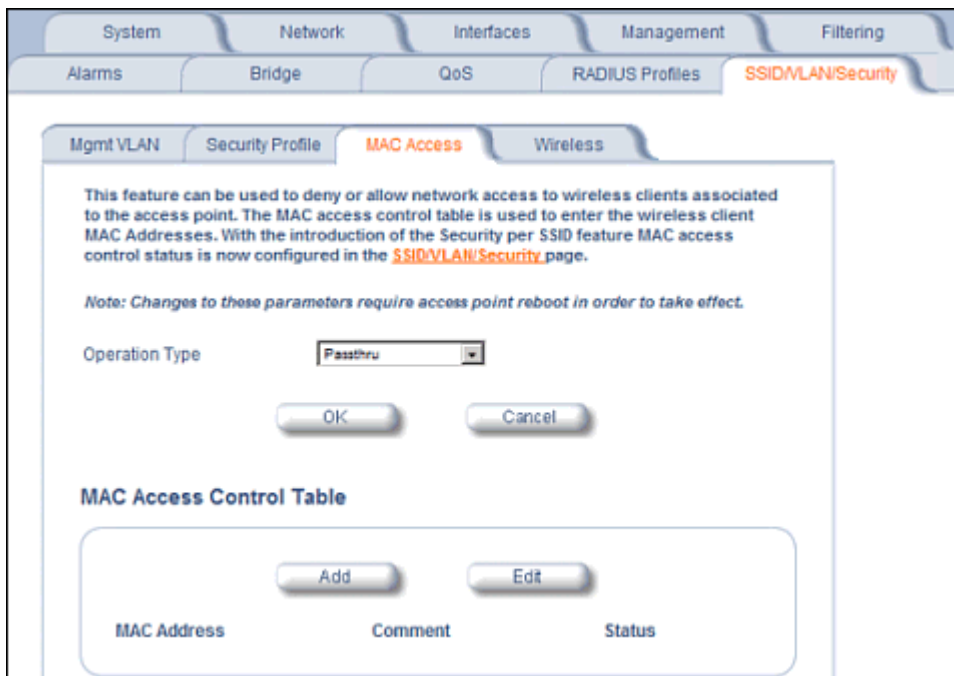 System Network Interfaces Management Filtering
Alarms Bridge QoS RADIUS Profiles SSID/VLAN/Security
Mgmt VLAN Security Profile MAC Access Wireless
This feature can be used to deny or allow network access to wireless clients associated
to the access point. The MAC access control table is used to enter the wireless client
MAC Addresses. With the introduction of the Security per SSID feature MAC access
control status is now configured in the SSID/VLAN/Security page.
Note: Changes to these parameters require access point reboot in order to take effect.
Operation Type Passthru
OK Cancel
MAC Access Control Table
Add Edit
MAC Address Comment Status